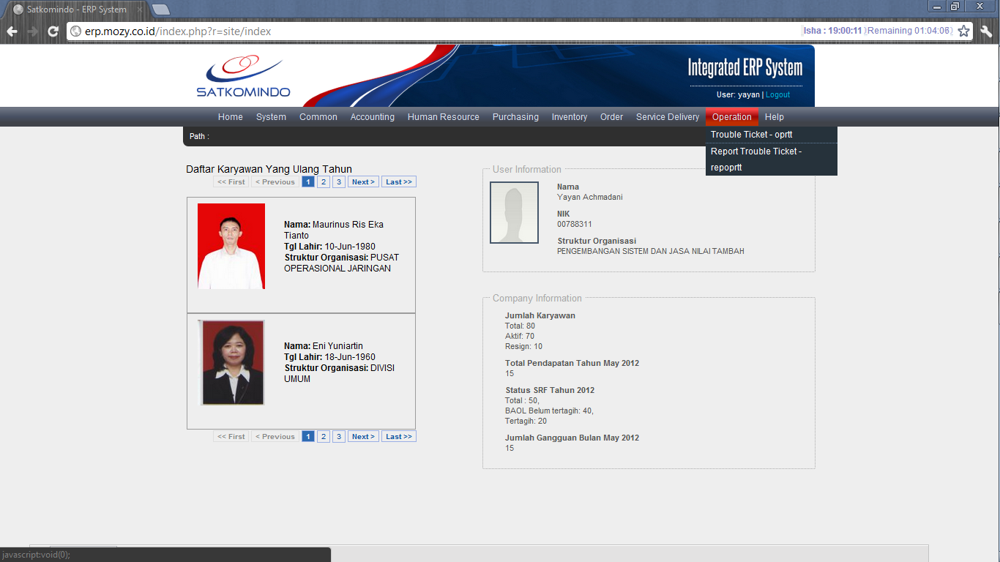 Satkomindo - ERP System
erp.mozy.co.id/index.php?r=site/index
Isha : 19:00:11 Remaining 01:04:06
SATKOMINDO
Integrated ERP System
User: yayan | Logout
Home System Common Accounting Human Resource Purchasing Inventory Order Service Delivery Operation Help
Path :
Trouble Ticket - oprtt
Report Trouble Ticket -
repoprtt
Daftar Karyawan Yang Ulang Tahun
<< First < Previous 1 2 3 Next > Last >>
Nama: Maurinus Ris Eka
Tianto
Tgl Lahir: 10-Jun-1980
Struktur Organisasi: PUSAT
OPERASIONAL JARINGAN
Nama: Eni Yuniartin
Tgl Lahir: 18-Jun-1960
Struktur Organisasi: DIVISI
UMUM
<< First < Previous 1 2 3 Next > Last >>
User Information
Nama
Yayan Achmadani
NIK
00788311
Struktur Organisasi
PENGEMBANGAN SISTEM DAN JASA NILAI TAMBAH
Company Information
Jumlah Karyawan
Total: 80
Aktif: 70
Resign: 10
Total Pendapatan Tahun May 2012
15
Status SRF Tahun 2012
Total : 50,
BAOL Belum tertagih: 40,
Tertagih: 20
Jumlah Gangguan Bulan May 2012
15
javascript:void(0);